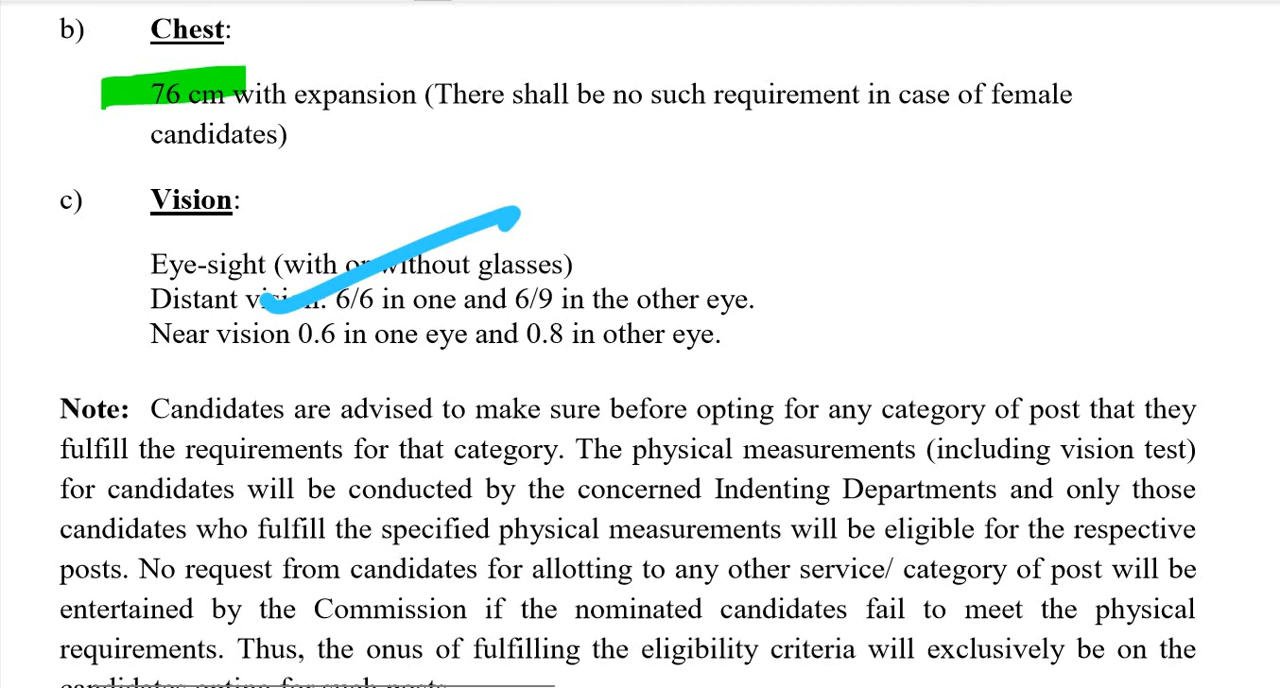 b) Chest:
76 cm with expansion (There shall be no such requirement in case of female
candidates)
c) Vision:
Eye-sight (with or without glasses)
Distant vision: 6/6 in one and 6/9 in the other eye.
Near vision 0.6 in one eye and 0.8 in other eye.
Note: Candidates are advised to make sure before opting for any category of post that they
fulfill the requirements for that category. The physical measurements (including vision test)
for candidates will be conducted by the concerned Indenting Departments and only those
candidates who fulfill the specified physical measurements will be eligible for the respective
posts. No request from candidates for allotting to any other service/ category of post will be
entertained by the Commission if the nominated candidates fail to meet the physical
requirements. Thus, the onus of fulfilling the eligibility criteria will exclusively be on the
candidates opting for such posts